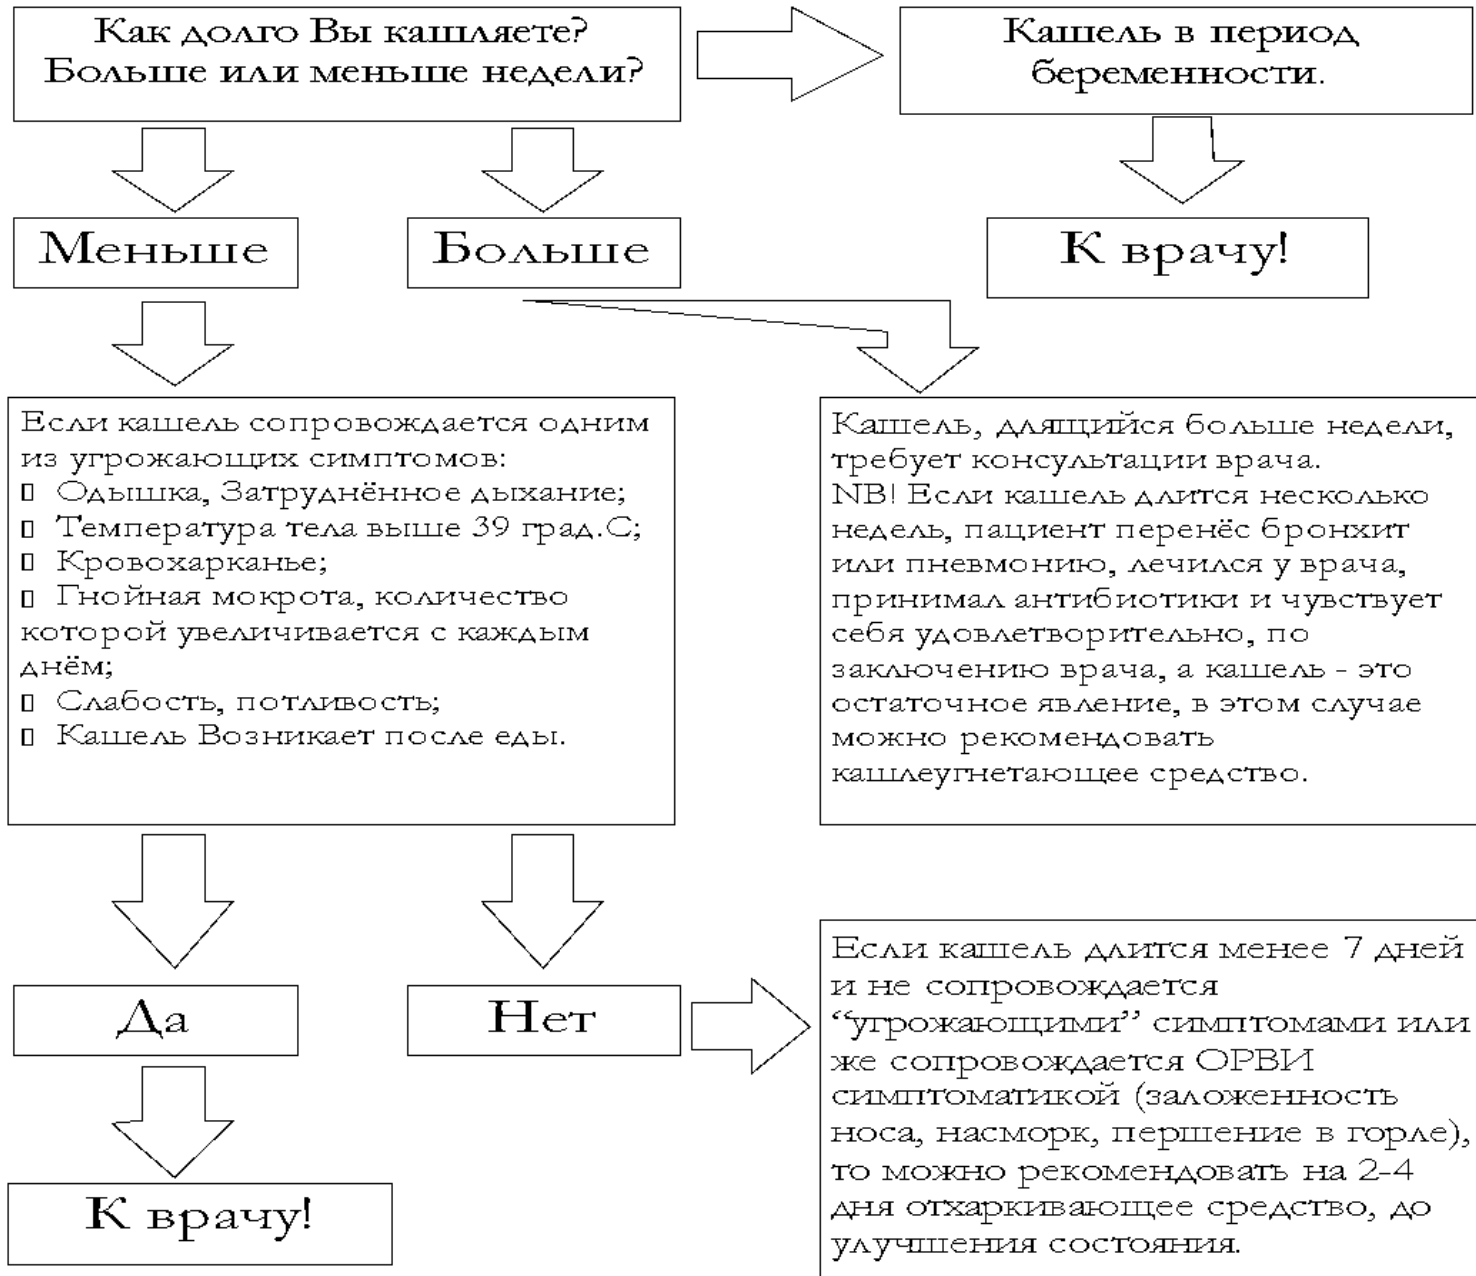 Как долго Вы кашляете?
Больше или меньше недели?
Кашель в период
беременности.
Меньше
Больше
К врачу!
Если кашель сопровождается одним
из угрожающих симптомов:
▯ Одышка, Затруднённое дыхание;
▯ Температура тела выше 39 град.С;
▯ Кровохарканье;
▯ Гнойная мокрота, количество
которой увеличивается с каждым
днём;
▯ Слабость, потливость;
▯ Кашель Возникает после еды.
Кашель, длящийся больше недели,
требует консультации врача.
NB! Если кашель длится несколько
недель, пациент перенёс бронхит
или пневмонию, лечился у врача,
принимал антибиотики и чувствует
себя удовлетворительно, по
заключению врача, а кашель - это
остаточное явление, в этом случае
можно рекомендовать
кашлеугнетающее средство.
Да
Нет
Если кашель длится менее 7 дней
и не сопровождается
“угрожающими” симптомами или
же сопровождается ОРВИ
симптоматикой (заложенность
носа, насморк, першение в горле),
то можно рекомендовать на 2-4
дня отхаркивающее средство, до
улучшения состояния.
К врачу!